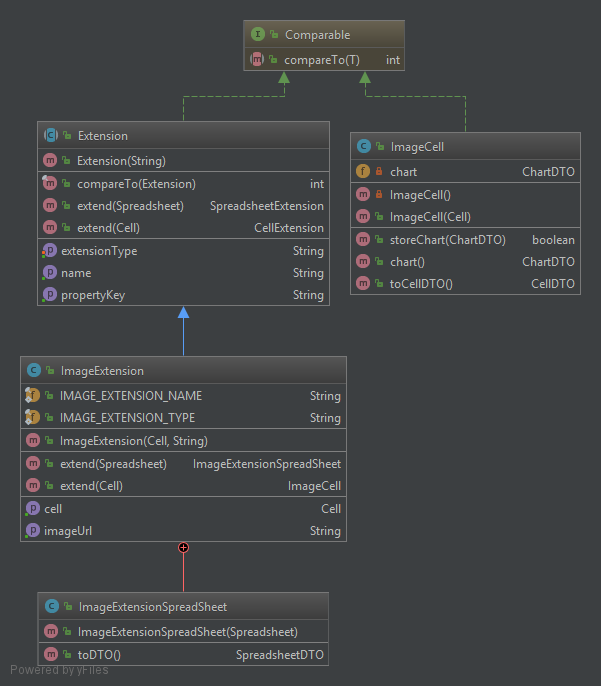 Comparable
compareTo(T) int
Extension
Extension(String)
compareTo(Extension) int
extend(Spreadsheet) SpreadsheetExtension
extend(Cell) CellExtension
extensionType String
name String
propertyKey String
ImageCell
chart ChartDTO
ImageCell()
ImageCell(Cell)
storeChart(ChartDTO) boolean
chart() ChartDTO
toCellDTO() CellDTO
ImageExtension
IMAGE_EXTENSION_NAME String
IMAGE_EXTENSION_TYPE String
ImageExtension(Cell, String)
extend(Spreadsheet) ImageExtensionSpreadSheet
extend(Cell) ImageCell
cell Cell
imageUrl String
ImageExtensionSpreadSheet
ImageExtensionSpreadSheet(Spreadsheet)
toDTO() SpreadsheetDTO
Powered by yFiles